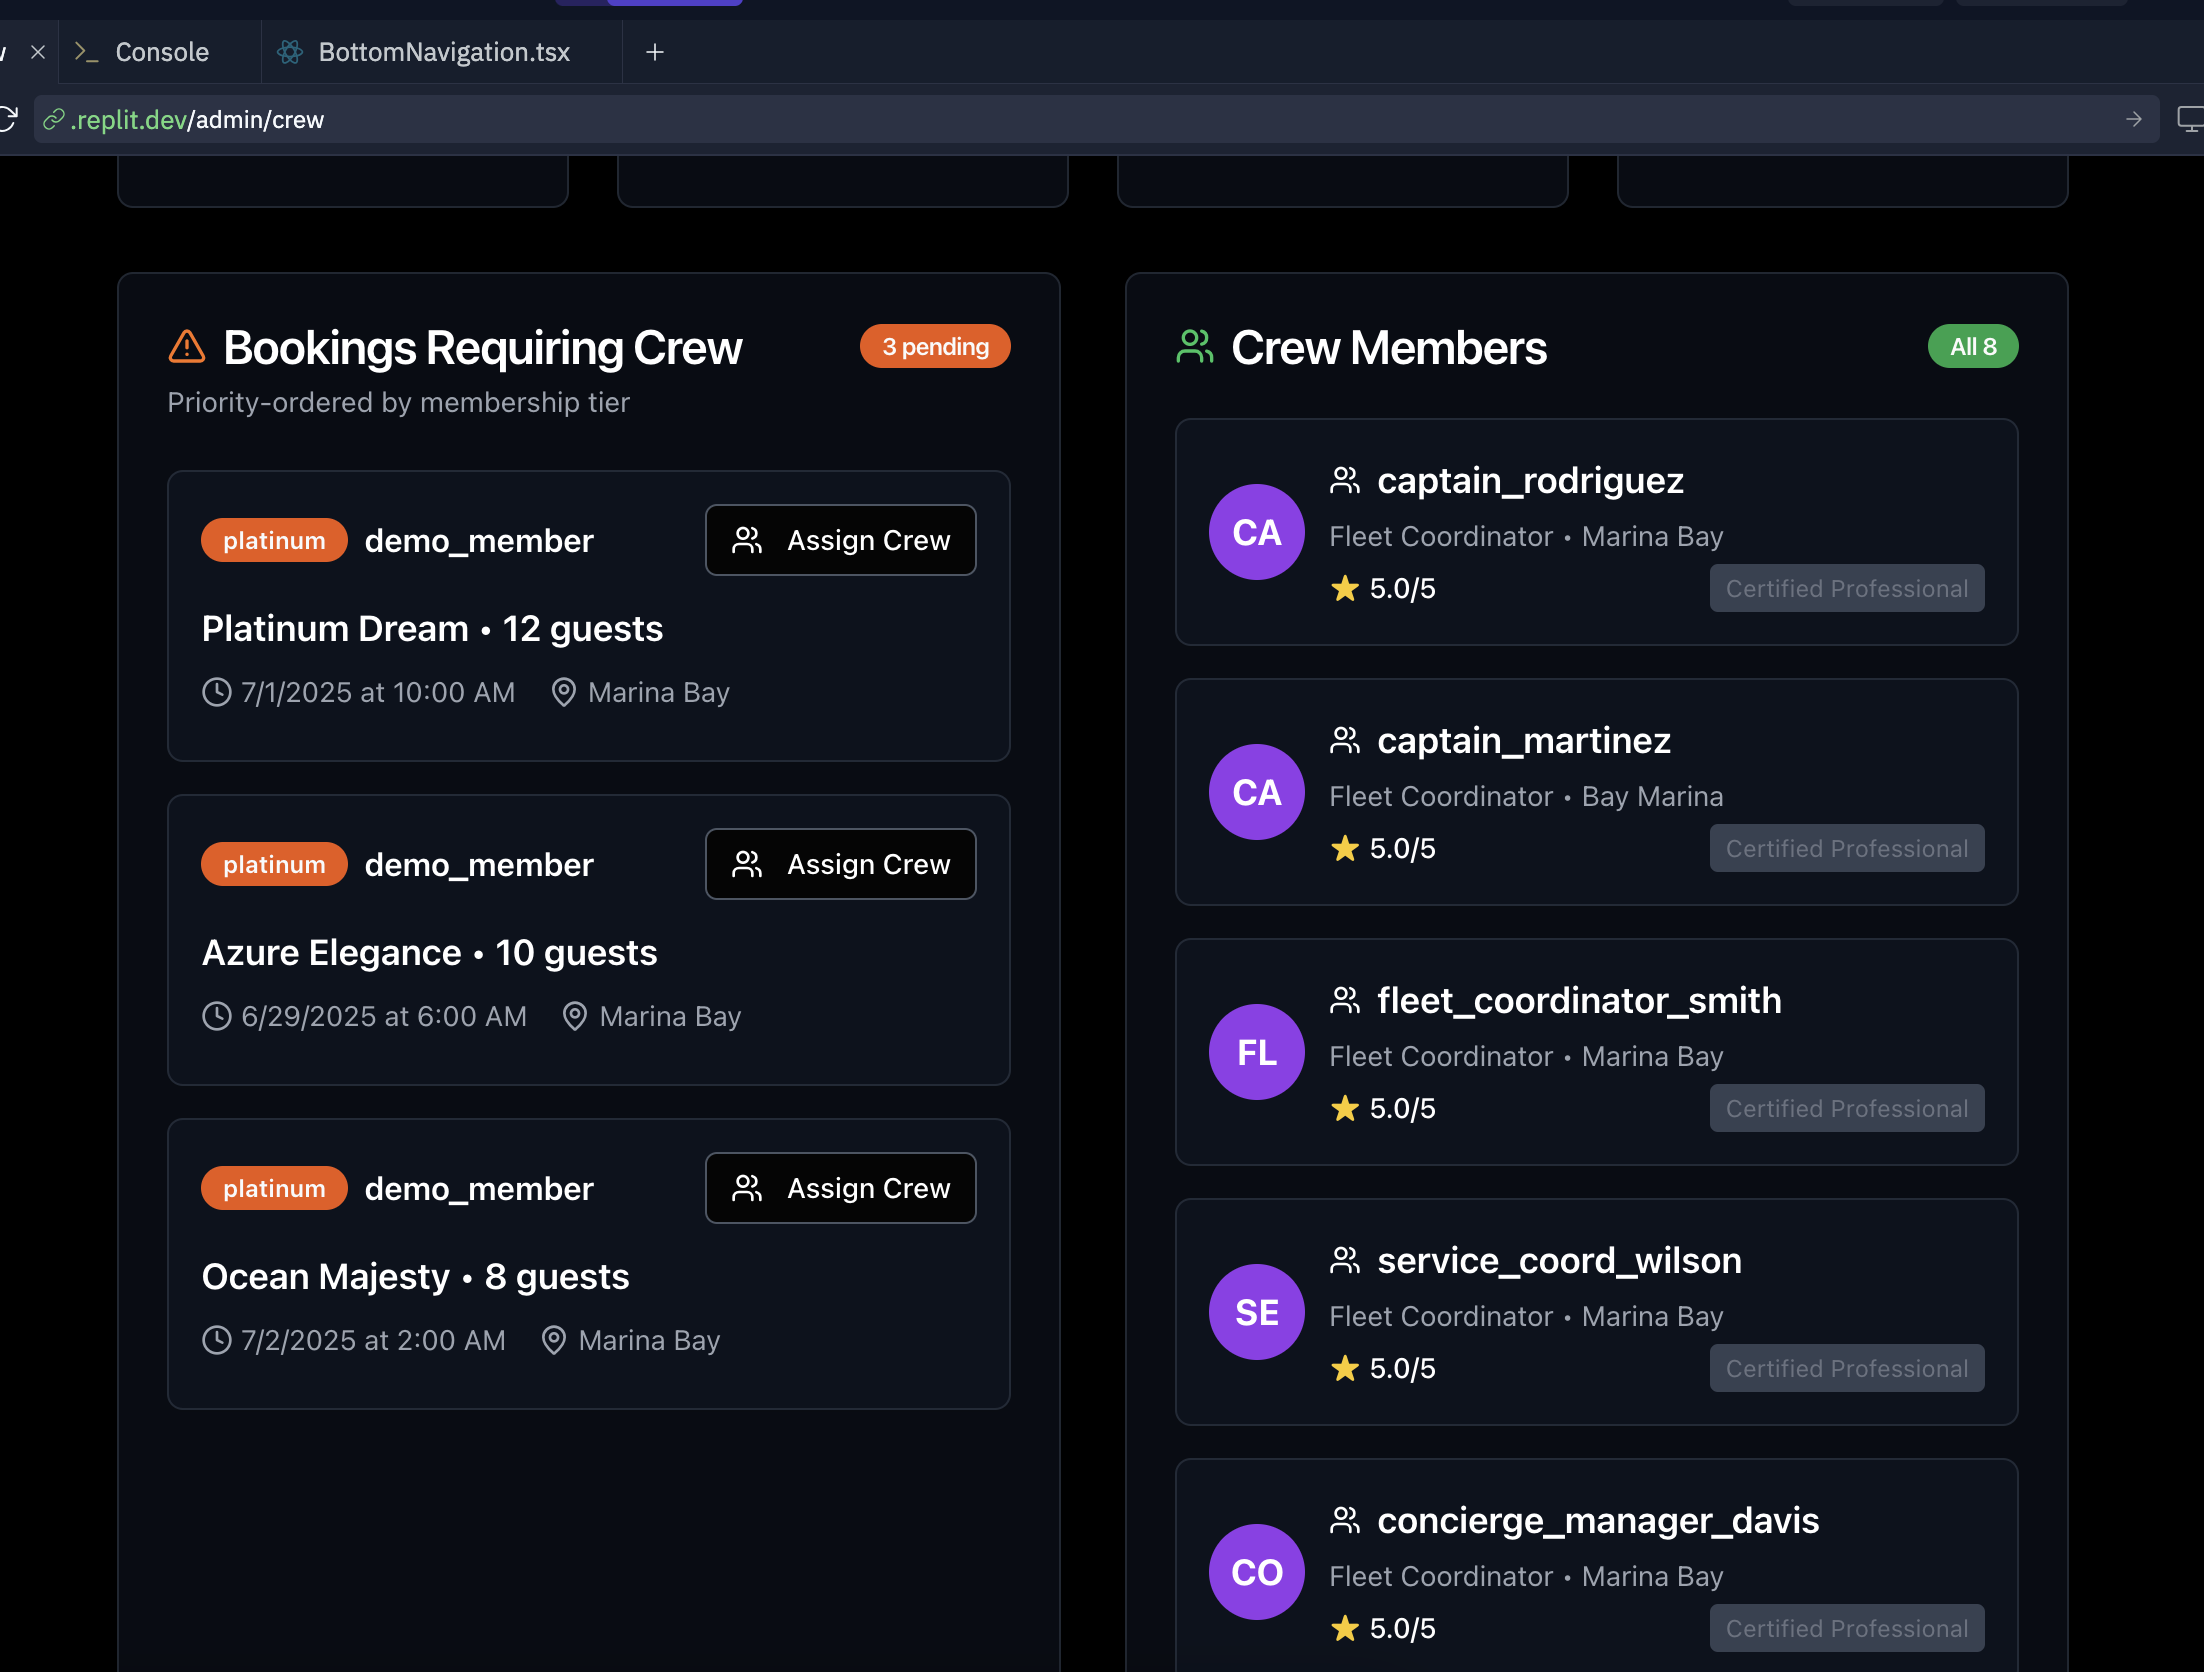 Console
BottomNavigation.tsx
.replit.dev/admin/crew
Bookings Requiring Crew
3 pending
Priority-ordered by membership tier
platinum demo_member
Assign Crew
Platinum Dream • 12 guests
7/1/2025 at 10:00 AM Marina Bay
platinum demo_member
Assign Crew
Azure Elegance • 10 guests
6/29/2025 at 6:00 AM Marina Bay
platinum demo_member
Assign Crew
Ocean Majesty • 8 guests
7/2/2025 at 2:00 AM Marina Bay
Crew Members
All 8
CA
captain_rodriguez
Fleet Coordinator • Marina Bay
5.0/5
Certified Professional
CA
captain_martinez
Fleet Coordinator • Bay Marina
5.0/5
Certified Professional
FL
fleet_coordinator_smith
Fleet Coordinator • Marina Bay
5.0/5
Certified Professional
SE
service_coord_wilson
Fleet Coordinator • Marina Bay
5.0/5
Certified Professional
CO
concierge_manager_davis
Fleet Coordinator • Marina Bay
5.0/5
Certified Professional